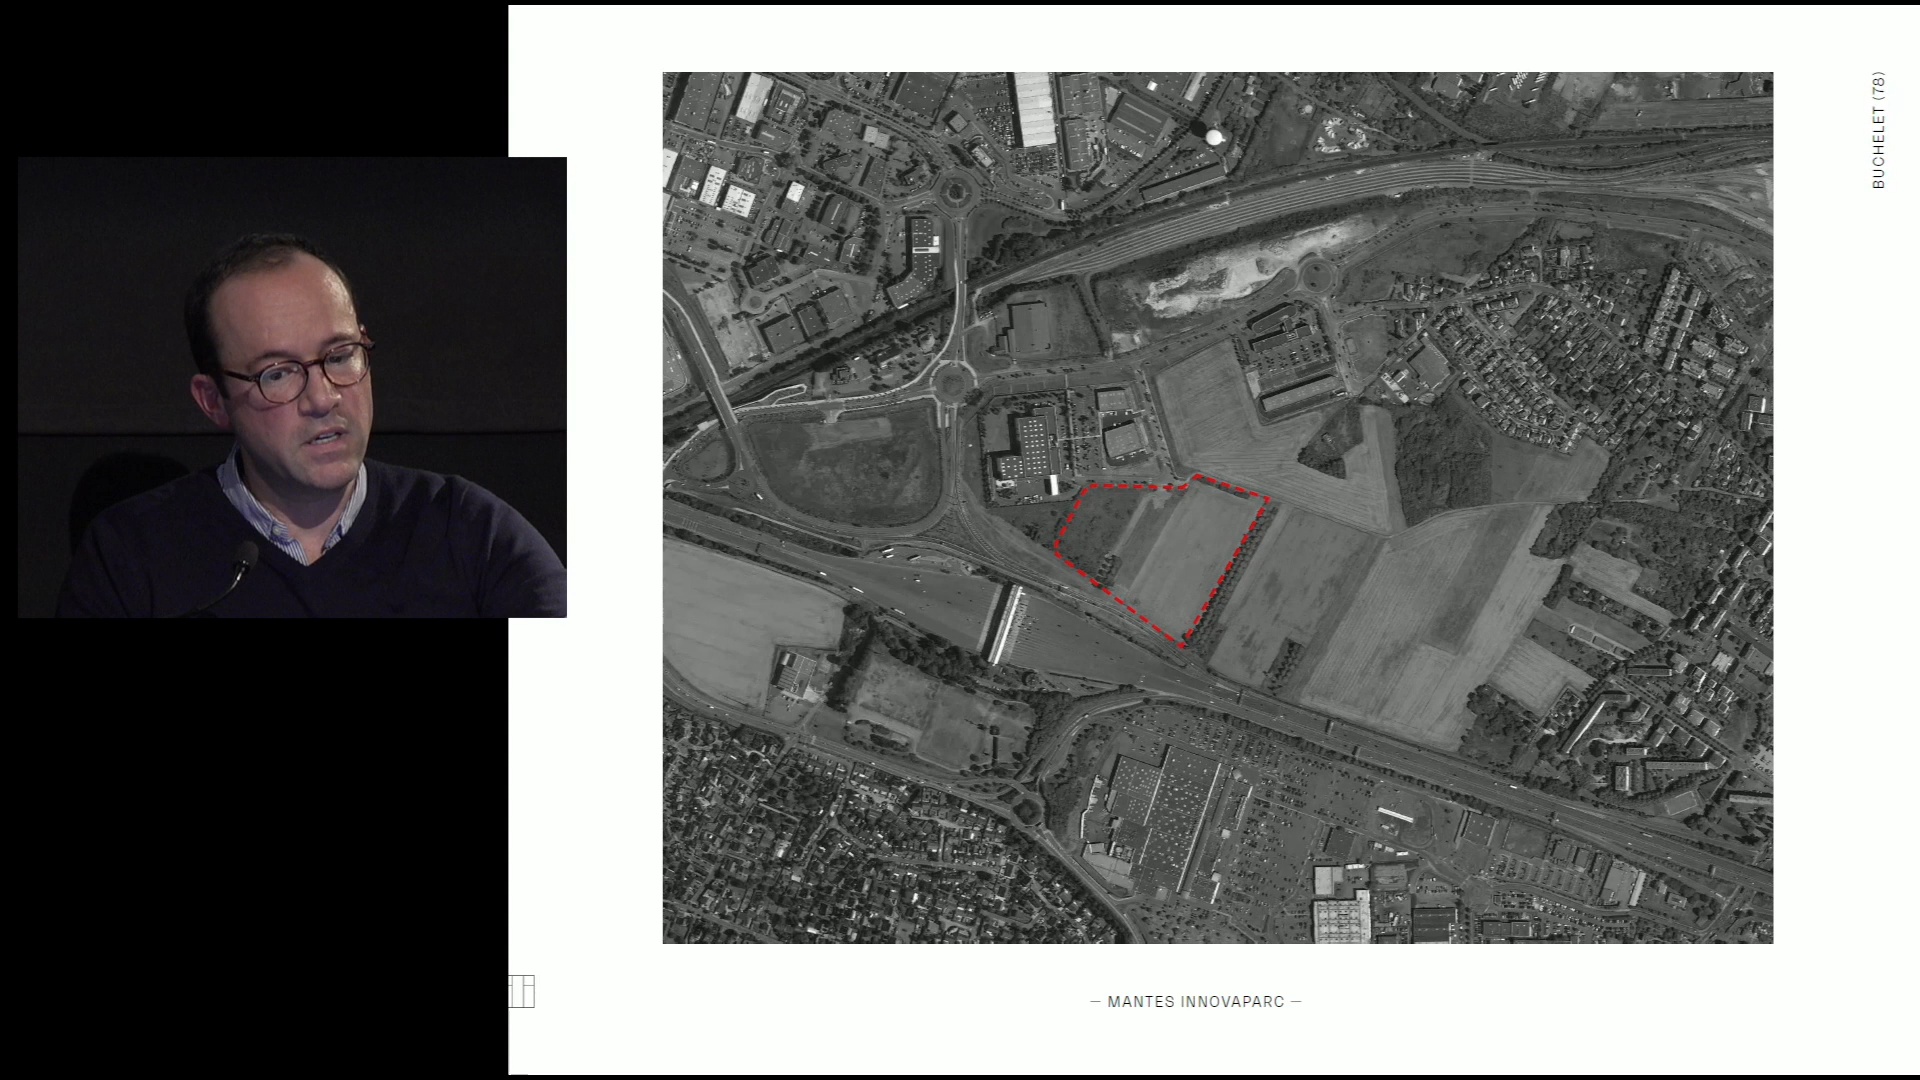 BUCHELET (78)
— MANTES INNOVAPARC —